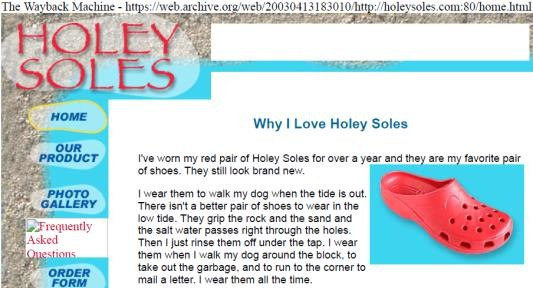 The Wayback Machine - https://web.archive.org/web/20030413183010/http://holeysoles.com:80/home.html
HOLEY
SOLES
HOME
OUR
PRODUCT
PHOTO
GALLERY
Frequently
Asked
Questions
ORDER
FORM
Why I Love Holey Soles
I've worn my red pair of Holey Soles for over a year and they are my favorite pair
of shoes. They still look brand new.
I wear them to walk my dog when the tide is out.
There isn't a better pair of shoes to wear in the
low tide. They grip the rock and the sand and
the salt water passes right through the holes.
Then I just rinse them off under the tap. I wear
them when I walk my dog around the block, to
take out the garbage, and to run to the corner to
mail a letter. I wear them all the time.